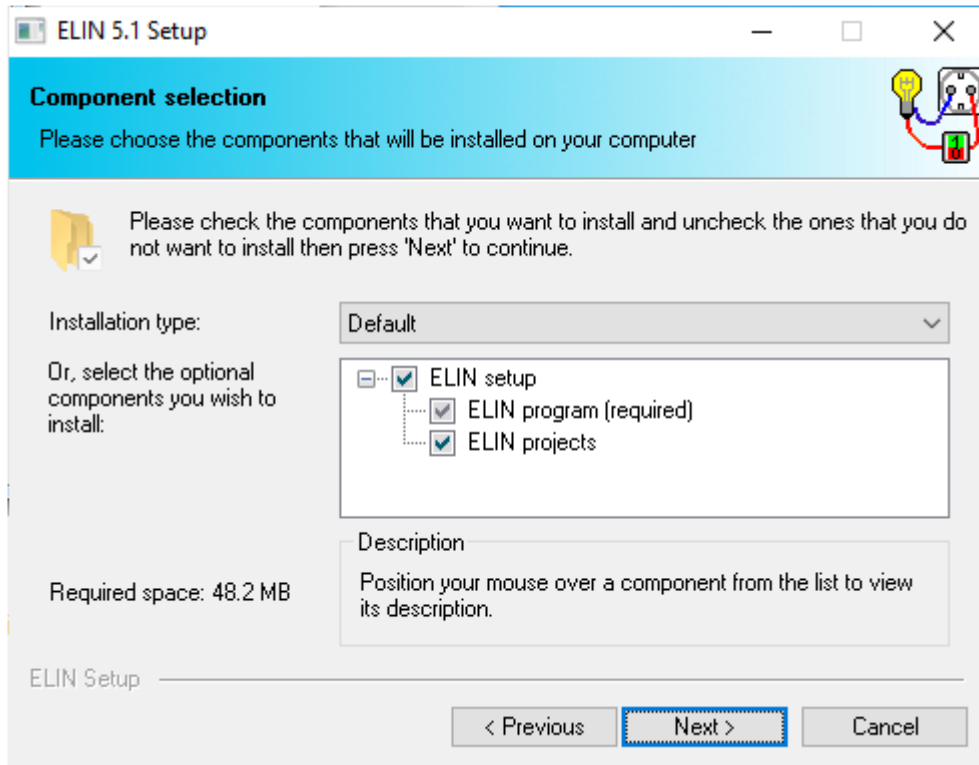 ELIN 5.1 Setup
Component selection
Please choose the components that will be installed on your computer
Please check the components that you want to install and uncheck the ones that you do
not want to install then press 'Next' to continue.
Installation type:
Default
Or, select the optional
components you wish to
install:
ELIN setup
ELIN program (required)
ELIN projects
Description
Position your mouse over a component from the list to view
its description.
Required space: 48.2 MB
ELIN Setup
< Previous
Next >
Cancel